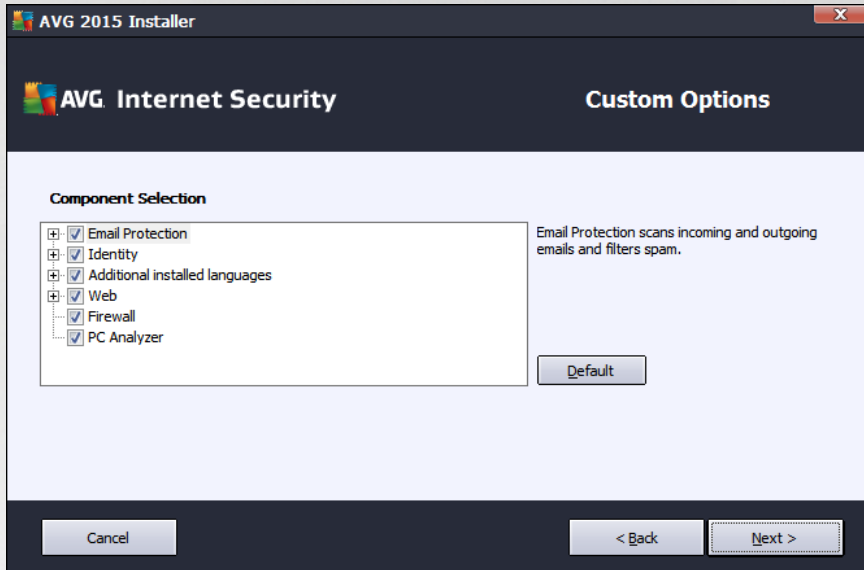 AVG 2015 Installer
X
AVG. Internet Security
Custom Options
Component Selection
Email Protection
Identity
Additional installed languages
Web
Firewall
PC Analyzer
Email Protection scans incoming and outgoing
emails and filters spam.
Default
Cancel
< Back
Next >